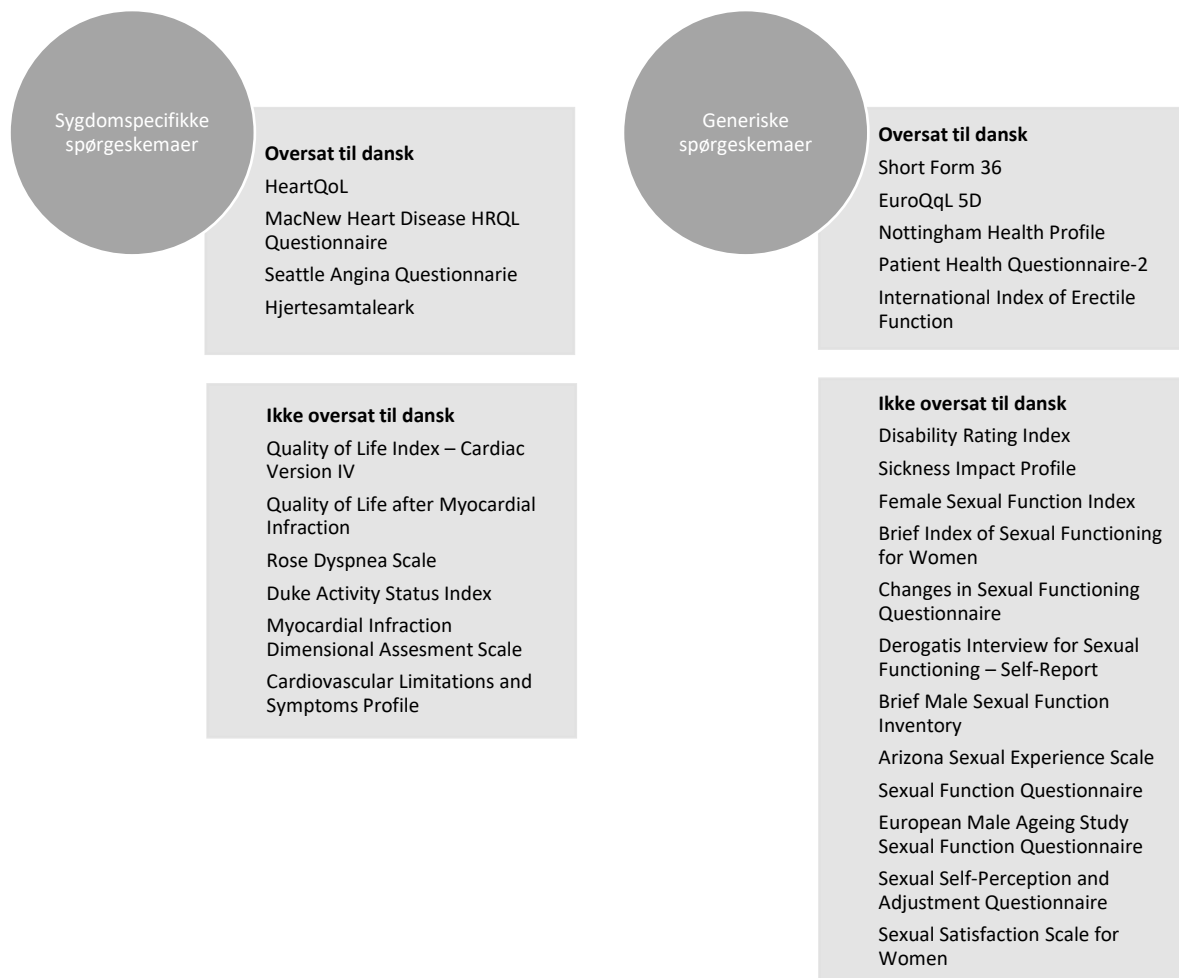 Sygdomspecifikke
spørgeskemaer
Oversat til dansk
HeartQoL
MacNew Heart Disease HRQL
Questionnaire
Seattle Angina Questionnarie
Hjertesamtaleark
Ikke oversat til dansk
Quality of Life Index – Cardiac
Version IV
Quality of Life after Myocardial
Infraction
Rose Dyspnea Scale
Duke Activity Status Index
Myocardial Infraction
Dimensional Assesment Scale
Cardiovascular Limitations and
Symptoms Profile
Generiske
spørgeskemaer
Oversat til dansk
Short Form 36
EuroQqL 5D
Nottingham Health Profile
Patient Health Questionnaire-2
International Index of Erectile
Function
Ikke oversat til dansk
Disability Rating Index
Sickness Impact Profile
Female Sexual Function Index
Brief Index of Sexual Functioning
for Women
Changes in Sexual Functioning
Questionnaire
Derogatis Interview for Sexual
Functioning – Self-Report
Brief Male Sexual Function
Inventory
Arizona Sexual Experience Scale
Sexual Function Questionnaire
European Male Ageing Study
Sexual Function Questionnaire
Sexual Self-Perception and
Adjustment Questionnaire
Sexual Satisfaction Scale for
Women